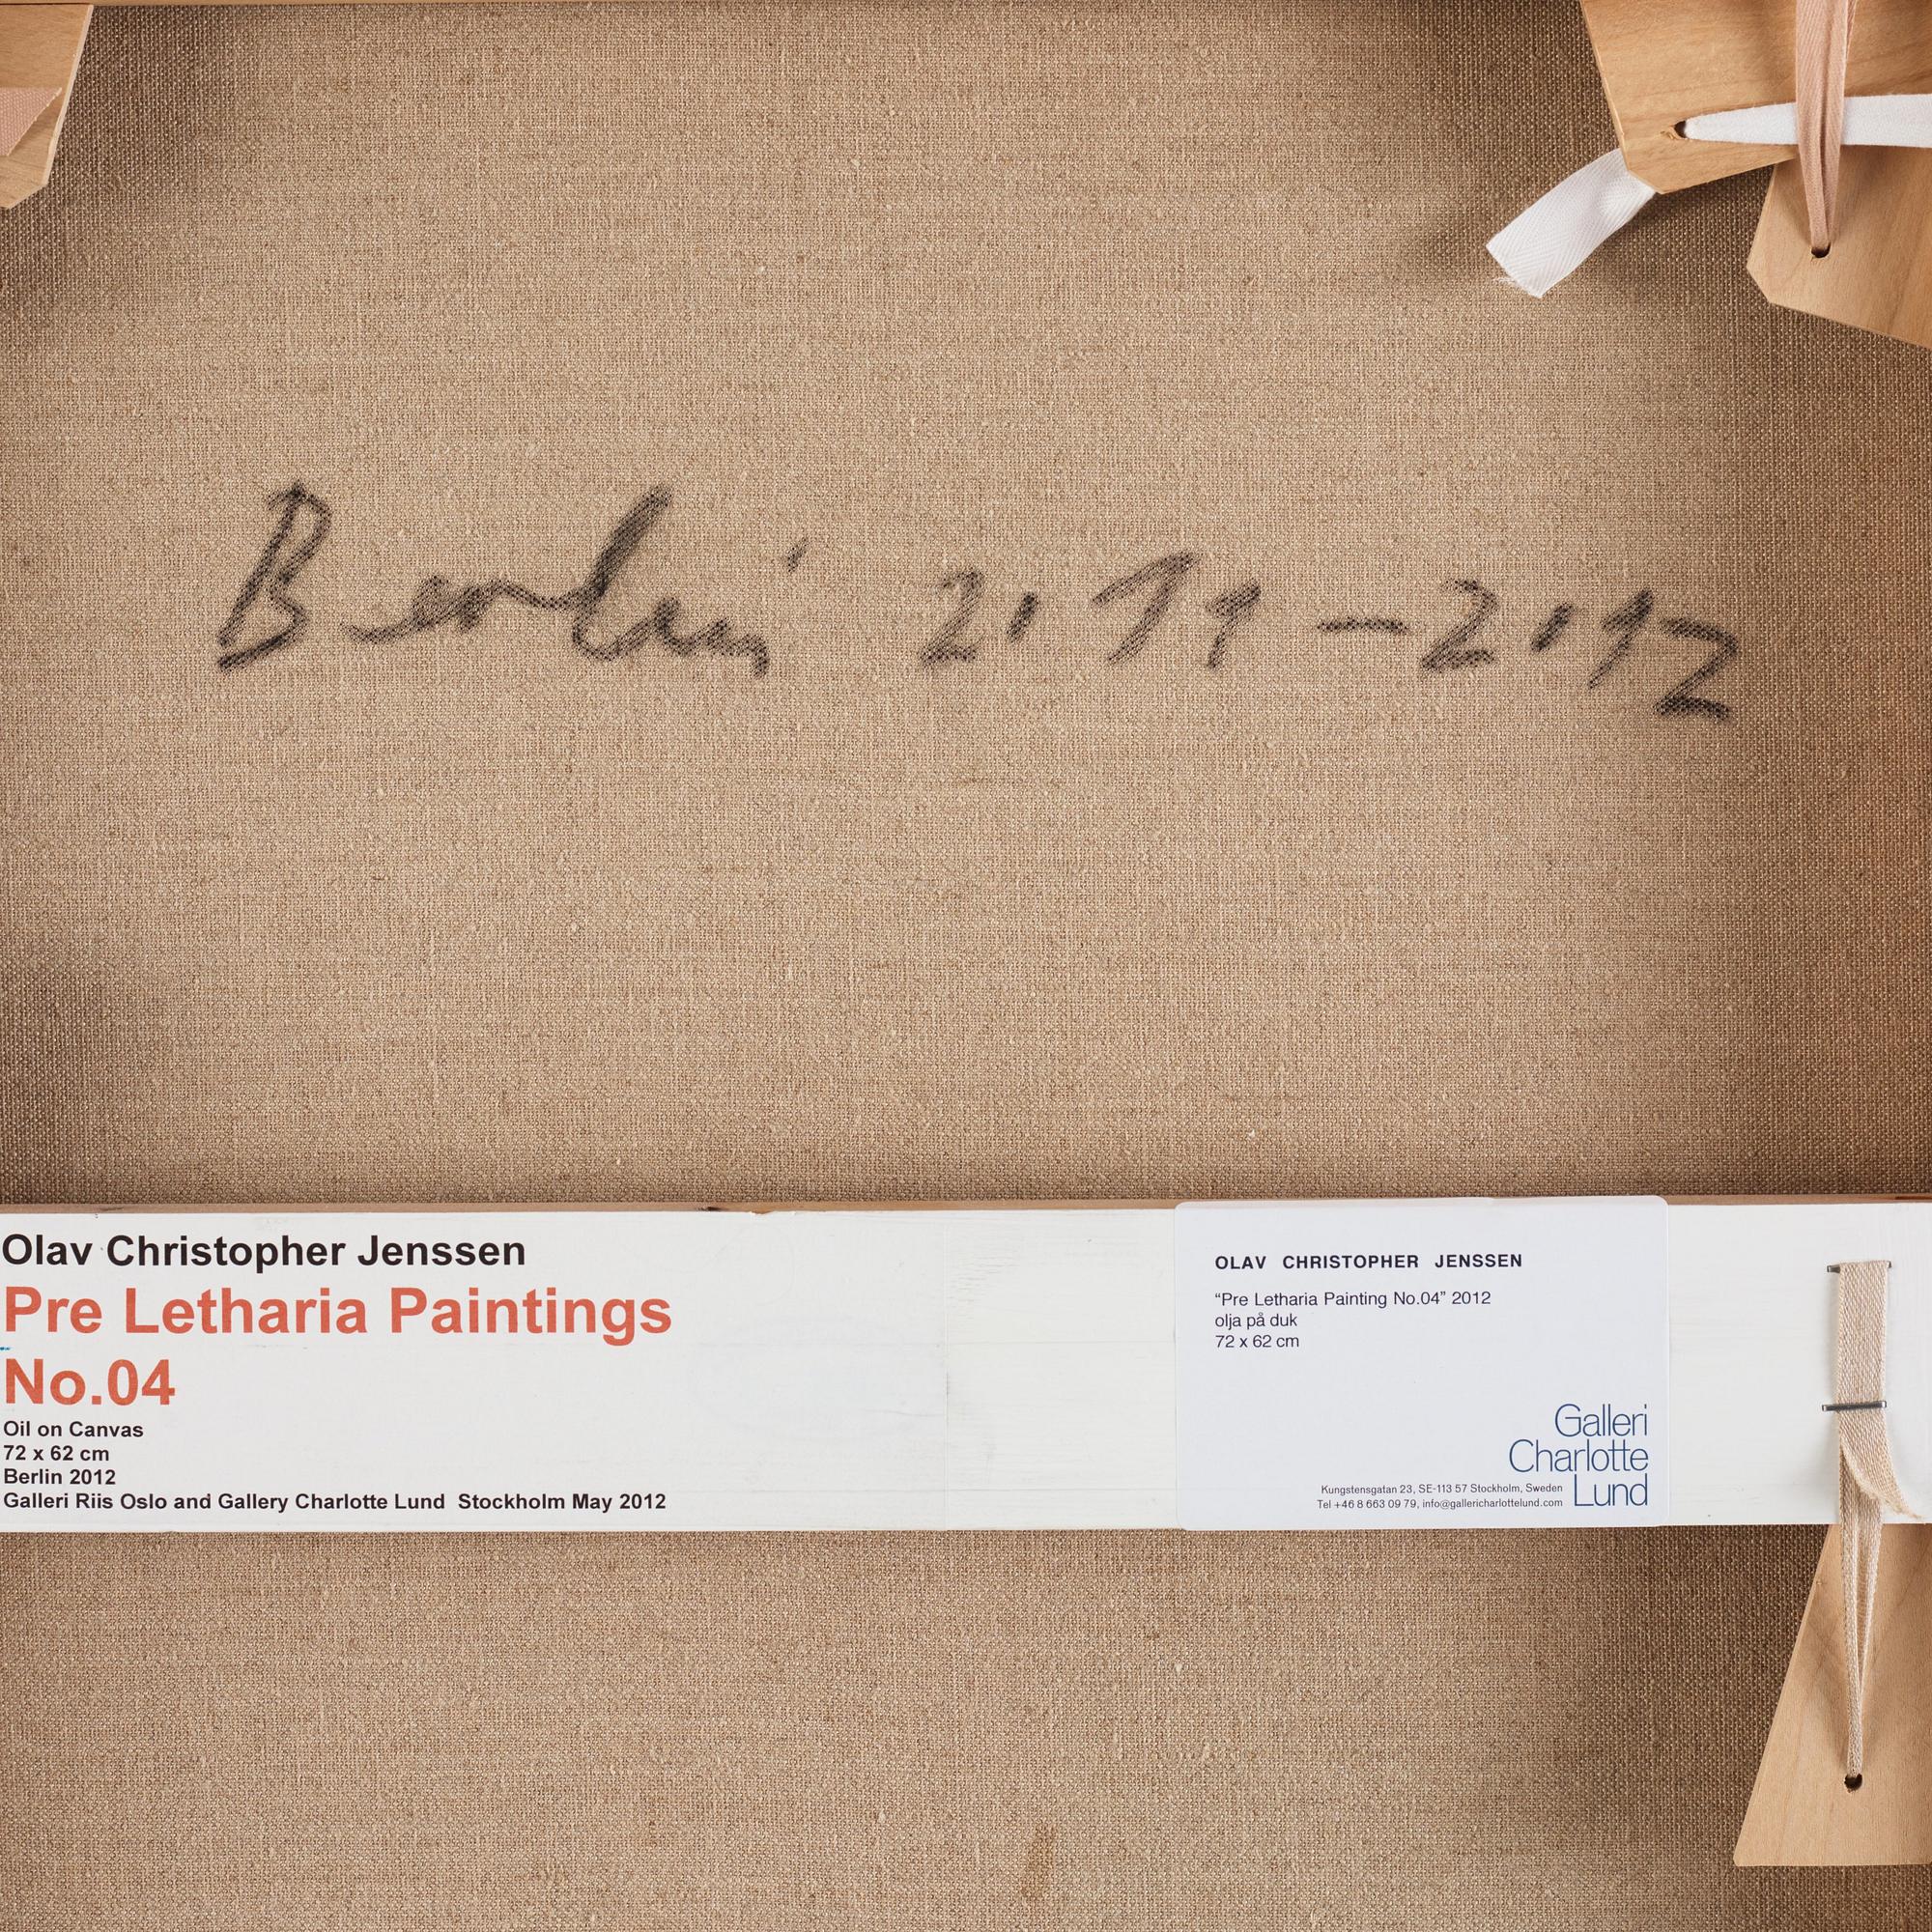 Berlin 2011 – 2012
Olav Christopher Jenssen
Pre Letharia Paintings
No.04
Oil on Canvas
72 x 62 cm
Berlin 2012
Galleri Riis Oslo and Gallery Charlotte Lund Stockholm May 2012
OLAV CHRISTOPHER JENSSEN
“Pre Letharia Painting No.04” 2012
olja på duk
72 x 62 cm
Galleri
Charlotte
Lund
Kungstensgatan 23, SE-113 57 Stockholm, Sweden
Tel +46 8 663 09 79, info@gallericharlottelund.com